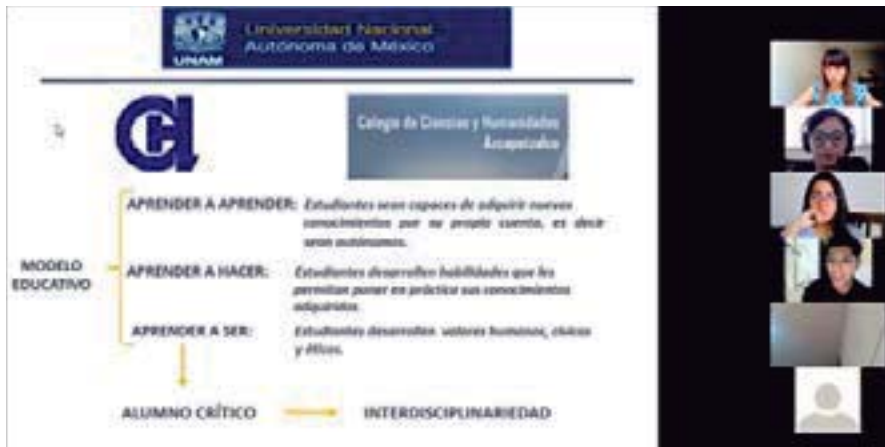 Universidad Nacional
Autónoma de México
UNAM
Colegio de Ciencias y Humanidades
Azcapotzalco
APRENDER A APRENDER: Estudiantes sean capaces de adquirir nuevos
conocimientos por su propia cuenta, es decir
sean autónomos.
MODELO
EDUCATIVO
APRENDER A HACER: Estudiantes desarrollen habilidades que les
permitan poner en práctica sus conocimientos
adquiridos.
APRENDER A SER: Estudiantes desarrollen valores humanos, cívicos
y éticos.
ALUMNO CRÍTICO INTERDISCIPLINARIEDAD